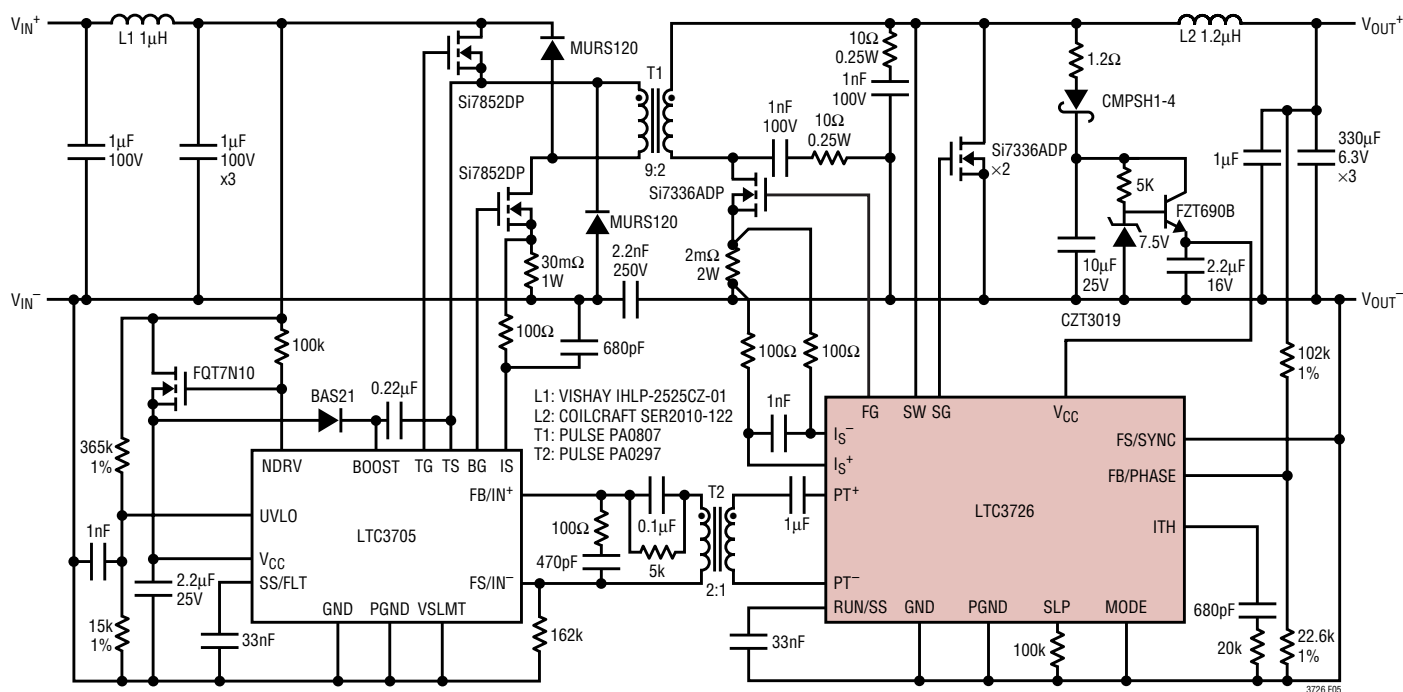 VIN+
L1 1µH
Si7852DP
MURS120
T1
9:2
10Ω
0.25W
1nF
100V
1nF
100V
10Ω
0.25W
1.2Ω
CMPSH1-4
L2 1.2µH
VOUT+
1µF
100V
1µF
100V
x3
Si7852DP
MURS120
30mΩ
1W
2.2nF
250V
Si7336ADP
2mΩ
2W
Si7336ADP
×2
5K
7.5V
FZT690B
10µF
25V
2.2µF
16V
1µF
330µF
6.3V
×3
VIN−
VOUT−
CZT3019
100k
FQT7N10
BAS21
0.22µF
100Ω
680pF
100Ω
100Ω
1nF
102k
1%
365k
1%
L1: VISHAY IHLP-2525CZ-01
L2: COILCRAFT SER2010-122
T1: PULSE PA0807
T2: PULSE PA0297
NDRV
BOOST
TG
TS
BG
IS
FB/IN+
UVLO
LTC3705
VCC
SS/FLT
FS/IN−
GND
PGND
VSLMT
1nF
15k
1%
2.2µF
25V
33nF
162k
100Ω
470pF
0.1µF
5k
T2
2:1
1µF
FG
SW
SG
VCC
IS−
IS+
PT+
LTC3726
FS/SYNC
FB/PHASE
ITH
PT−
RUN/SS
GND
PGND
SLP
MODE
33nF
100k
680pF
20k
22.6k
1%
3726 F05